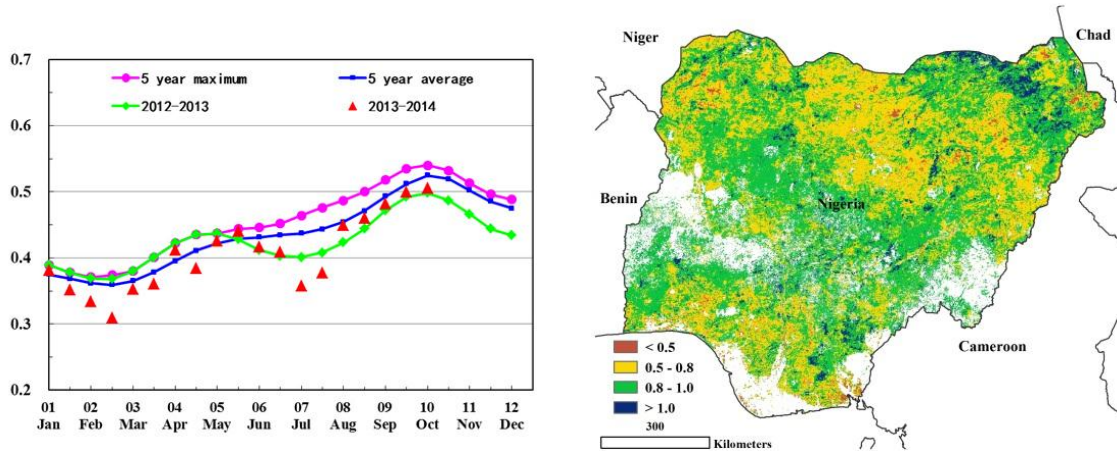 0.7
5 year maximum
5 year average
2012-2013
2013-2014
0.6
0.5
0.4
0.3
0.2
01 02 03 04 05 06 07 08 09 10 11 12
Jan Feb Mar Apr May Jun Jul Aug Sep Oct Nov Dec
Niger
Chad
Benin
Nigeria
Cameroon
< 0.5
0.5 - 0.8
0.8 - 1.0
> 1.0
300
Kilometers